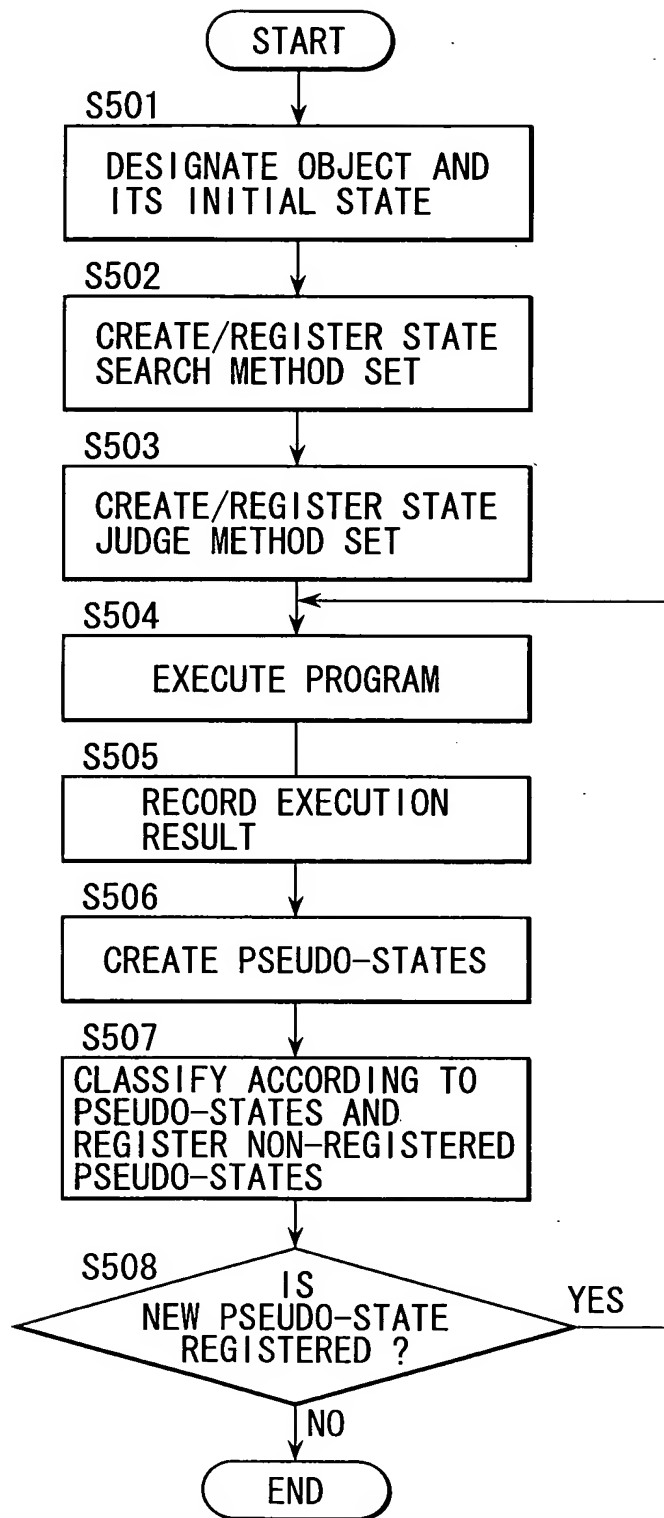 START
S501
DESIGNATE OBJECT AND
ITS INITIAL STATE
S502
CREATE/REGISTER STATE
SEARCH METHOD SET
S503
CREATE/REGISTER STATE
JUDGE METHOD SET
S504
EXECUTE PROGRAM
S505
RECORD EXECUTION
RESULT
S506
CREATE PSEUDO-STATES
S507
CLASSIFY ACCORDING TO
PSEUDO-STATES AND
REGISTER NON-REGISTERED
PSEUDO-STATES
S508
IS
NEW PSEUDO-STATE
REGISTERED ?
YES
NO
END